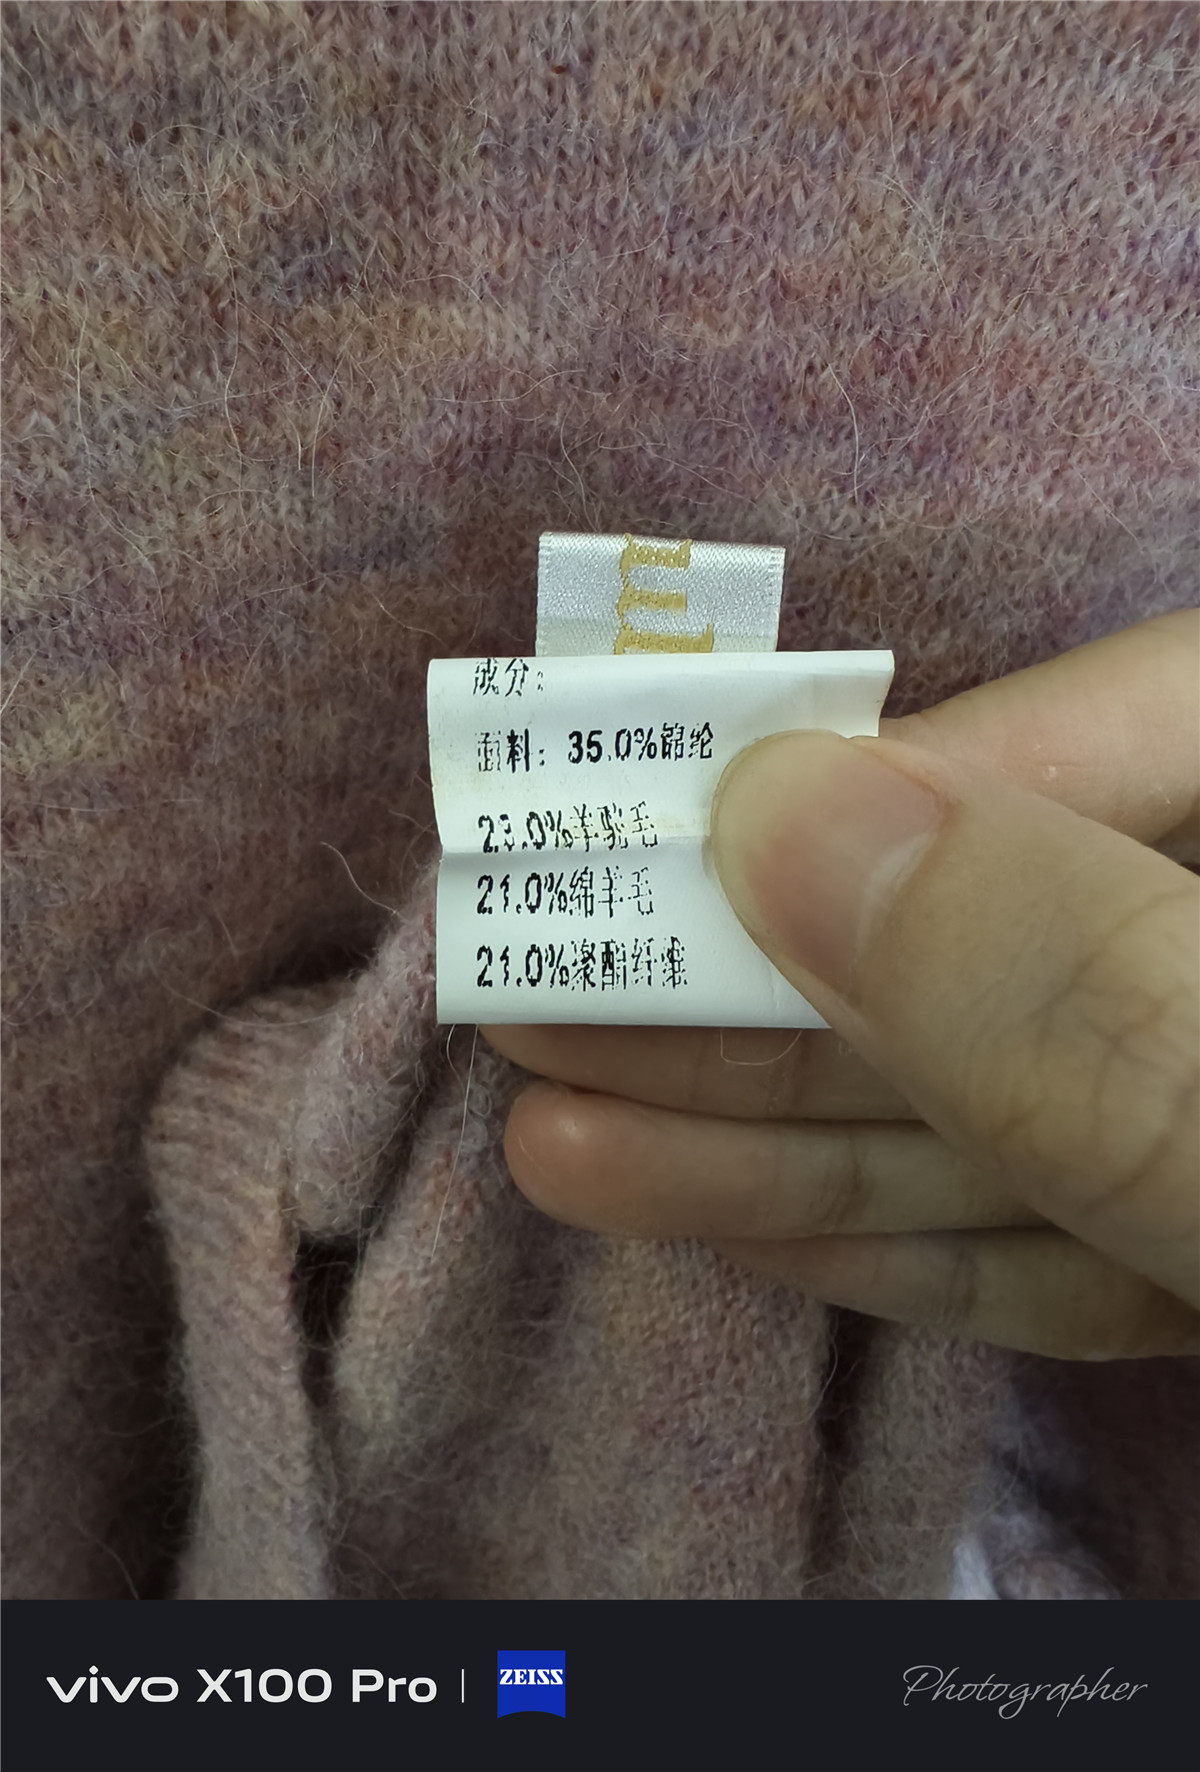 成分：
面料：35.0%锦纶
23.0%羊驼毛
21.0%绵羊毛
21.0%聚酯纤维
vivo X100 Pro | ZEISS
Photographer